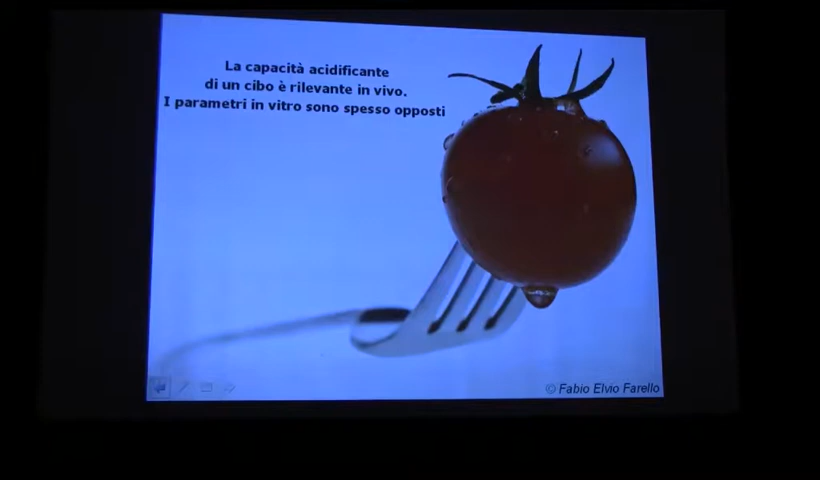 La capacità acidificante
di un cibo è rilevante in vivo.
I parametri in vitro sono spesso opposti
© Fabio Elvio Farello